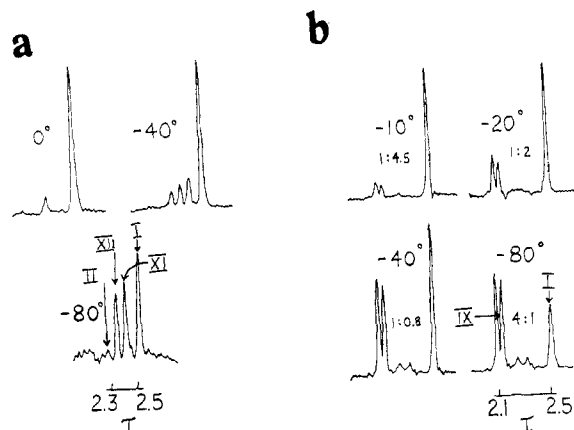 a
b
0°
-40°
-10°
1:4.5
-20°
1:2
I
XII
XI
II
-80°
2.3 2.5
τ
-40°
1:0.8
-80°
I
IX
4:1
2.1 2.5
τ